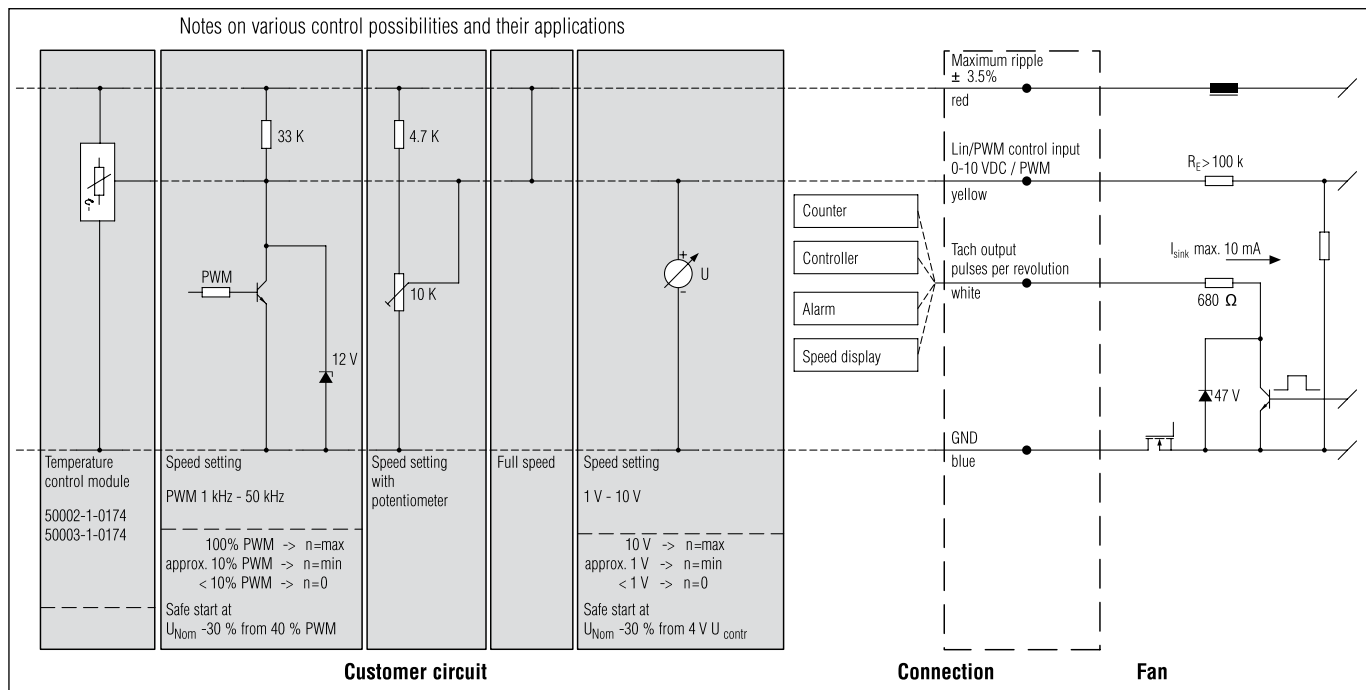 Notes on various control possibilities and their applications
33 K
PWM
12 V
4.7 K
10 K
+
U
−
Counter
Controller
Alarm
Speed display
Maximum ripple
± 3.5%
red
Lin/PWM control input
0-10 VDC / PWM
yellow
Tach output
pulses per revolution
white
GND
blue
RE>100 k
Isink max. 10 mA
680 Ω
47 V
Temperature
control module
50002-1-0174
50003-1-0174
Speed setting
PWM 1 kHz - 50 kHz
100% PWM -> n=max
approx. 10% PWM -> n=min
< 10% PWM -> n=0
Safe start at
UNom -30 % from 40 % PWM
Speed setting
with
potentiometer
Full speed
Speed setting
1 V - 10 V
10 V -> n=max
approx. 1 V -> n=min
< 1 V -> n=0
Safe start at
UNom -30 % from 4 V U contr
Customer circuit
Connection
Fan